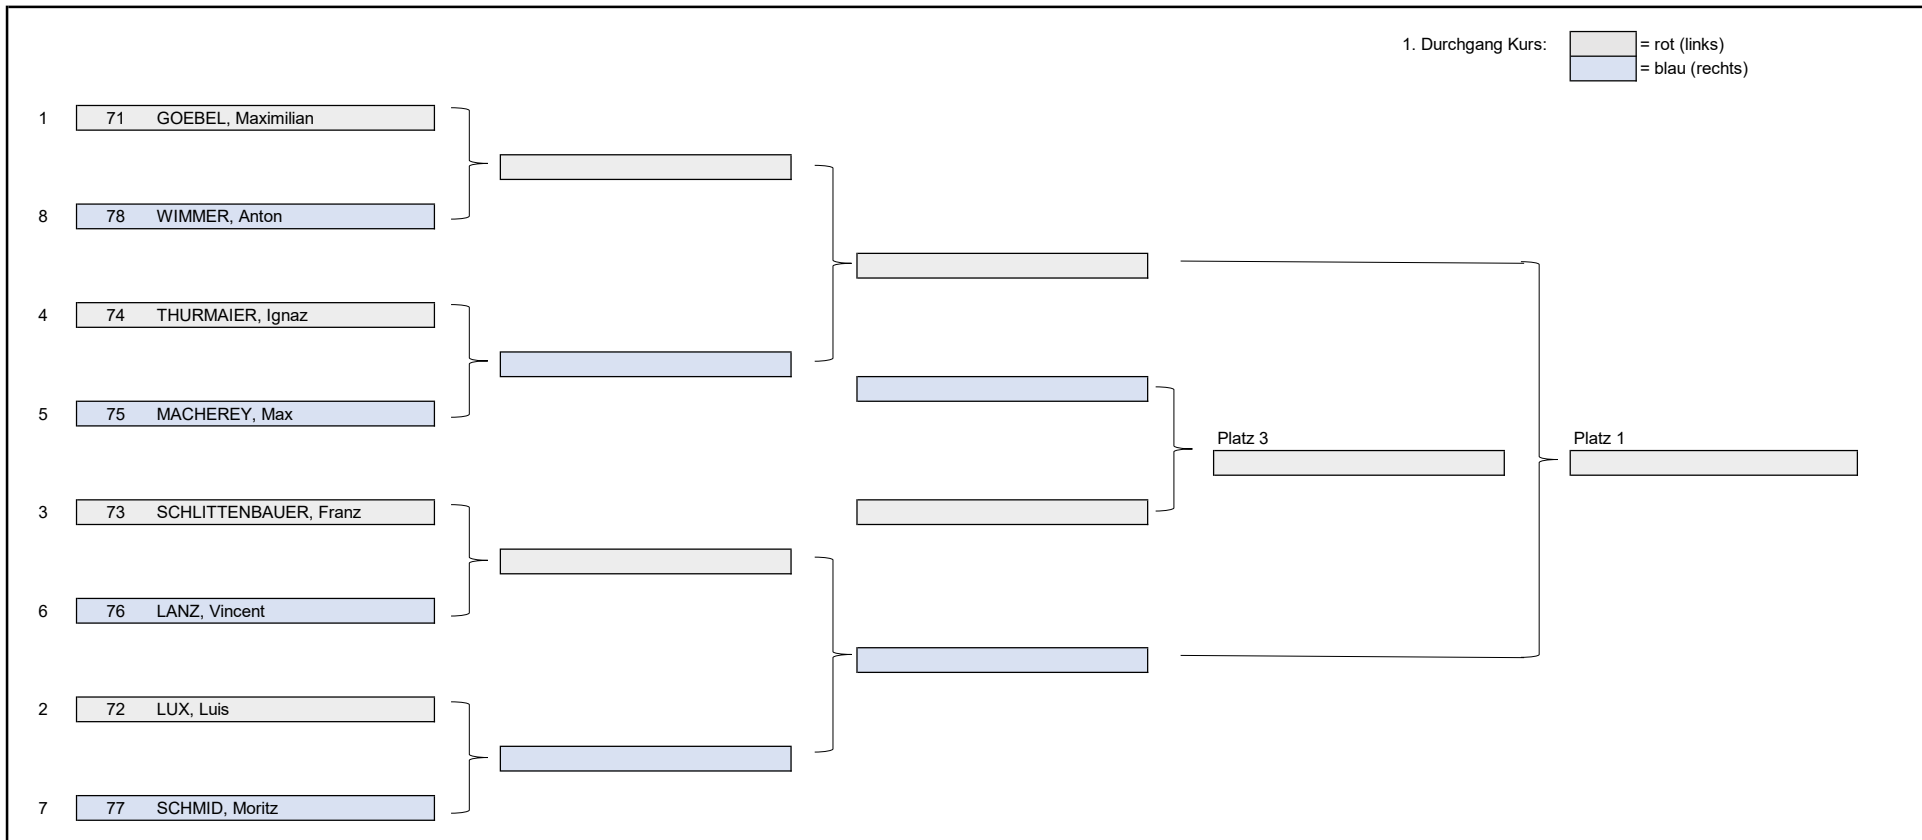 1. Durchgang Kurs:
= rot (links)
= blau (rechts)
1 71 GOEBEL, Maximilian
8 78 WIMMER, Anton
4 74 THURMAIER, Ignaz
5 75 MACHEREY, Max
Platz 3
Platz 1
3 73 SCHLITTENBAUER, Franz
6 76 LANZ, Vincent
2 72 LUX, Luis
7 77 SCHMID, Moritz